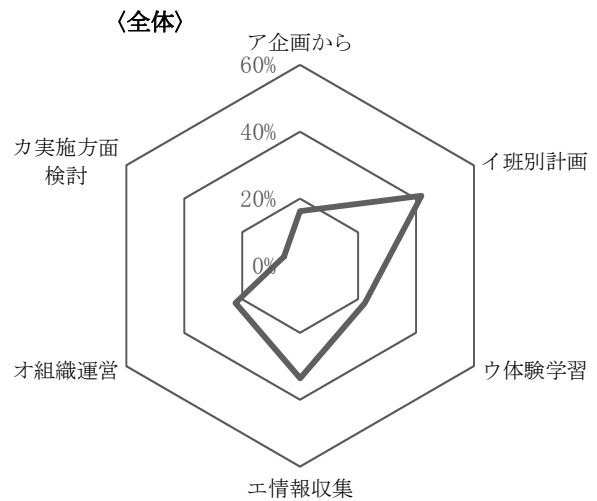 〈全体〉
ア企画から
60%
40%
20%
0%
イ班別計画
ウ体験学習
エ情報収集
オ組織運営
カ実施方面
検討